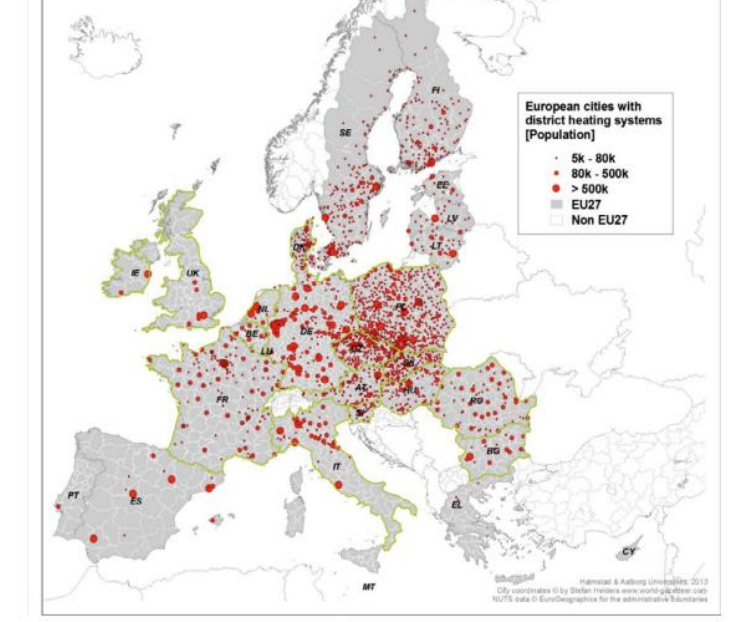 European cities with
district heating systems
[Population]
5k - 80k
80k - 500k
> 500k
EU27
Non EU27
FI
SE
EE
LV
LT
DK
IE
UK
NL
PL
BE
DE
LU
AT
HU
FR
RO
BG
IT
PT
ES
EL
CY
MT
Halmstad & Aalborg Universities, 2013
City coordinates © by Stefan Helders www.world-gazetteer.com
NUTS data © EuroGeographics for the administrative boundaries